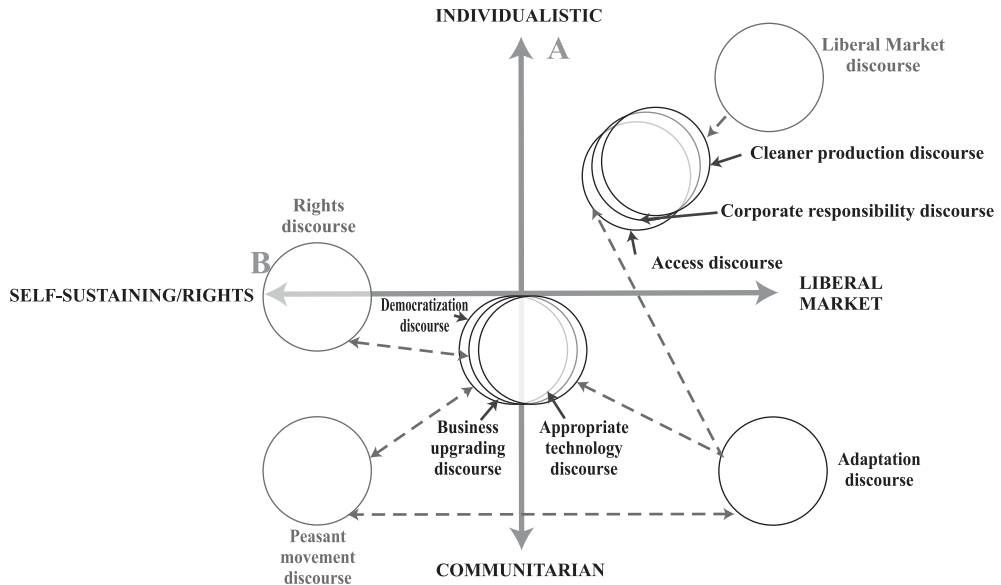 INDIVIDUALISTIC
A
Liberal Market
discourse
Cleaner production discourse
Corporate responsibility discourse
Access discourse
Rights
discourse
B
SELF-SUSTAINING/RIGHTS
LIBERAL
MARKET
Democratization
discourse
Business
upgrading
discourse
Appropriate
technology
discourse
Adaptation
discourse
Peasant
movement
discourse
COMMUNITARIAN